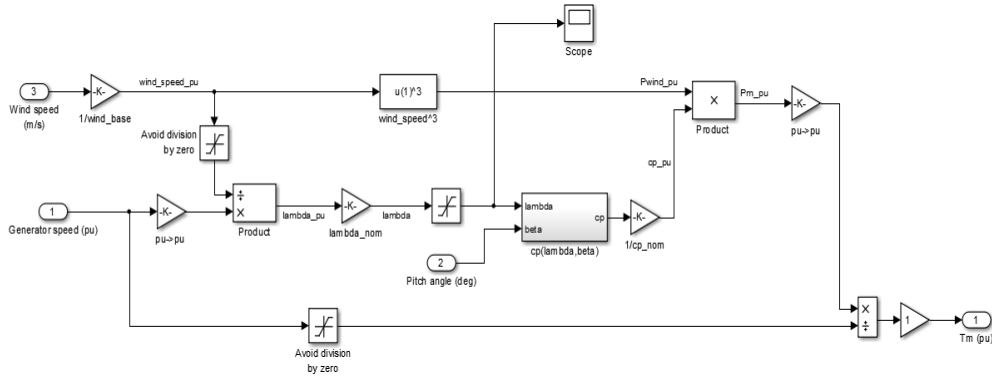 Scope
3
-K-
wind_speed_pu
u(1)^3
Pwind_pu
×
Pm_pu
-K-
Wind speed
(m/s)
1/wind_base
wind_speed^3
Product
pu->pu
Avoid division
by zero
cp_pu
÷
×
1
-K-
lambda_pu
-K-
lambda
lambda
cp
beta
-K-
Generator speed (pu)
pu->pu
Product
lambda_nom
1/cp_nom
cp(lambda,beta)
2
Pitch angle (deg)
×
÷
1
1
Tm (pu)
Avoid division
by zero